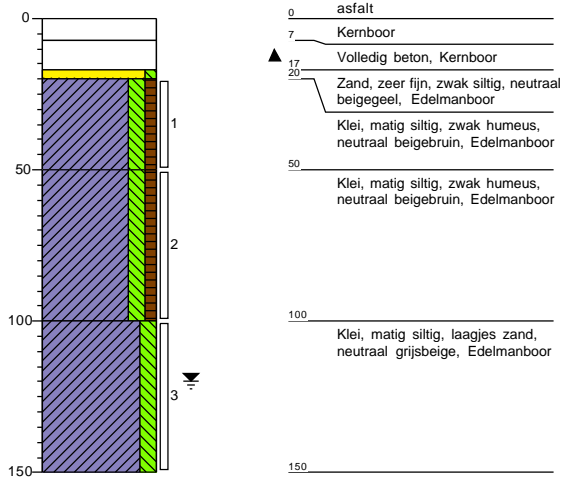 0
50
100
150
1
2
3
0
asfalt
7
Kernboor
Volledig beton, Kernboor
17
20
Zand, zeer fijn, zwak siltig, neutraal
beigegeel, Edelmanboor
Klei, matig siltig, zwak humeus,
neutraal beigebruin, Edelmanboor
50
Klei, matig siltig, zwak humeus,
neutraal beigebruin, Edelmanboor
100
Klei, matig siltig, laagjes zand,
neutraal grijsbeige, Edelmanboor
150